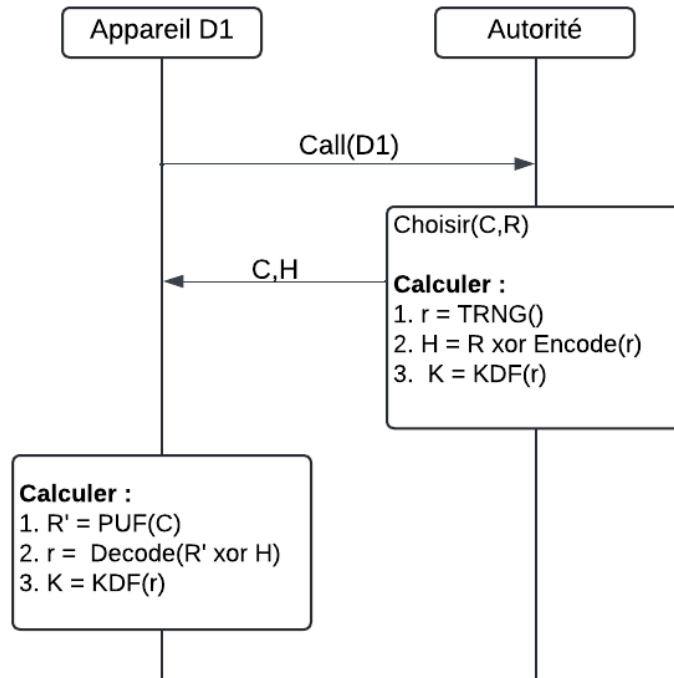 Appareil D1
Autorité
Call(D1)
Choisir(C,R)
C,H
Calculer :
1. r = TRNG()
2. H = R xor Encode(r)
3. K = KDF(r)
Calculer :
1. R' = PUF(C)
2. r = Decode(R' xor H)
3. K = KDF(r)